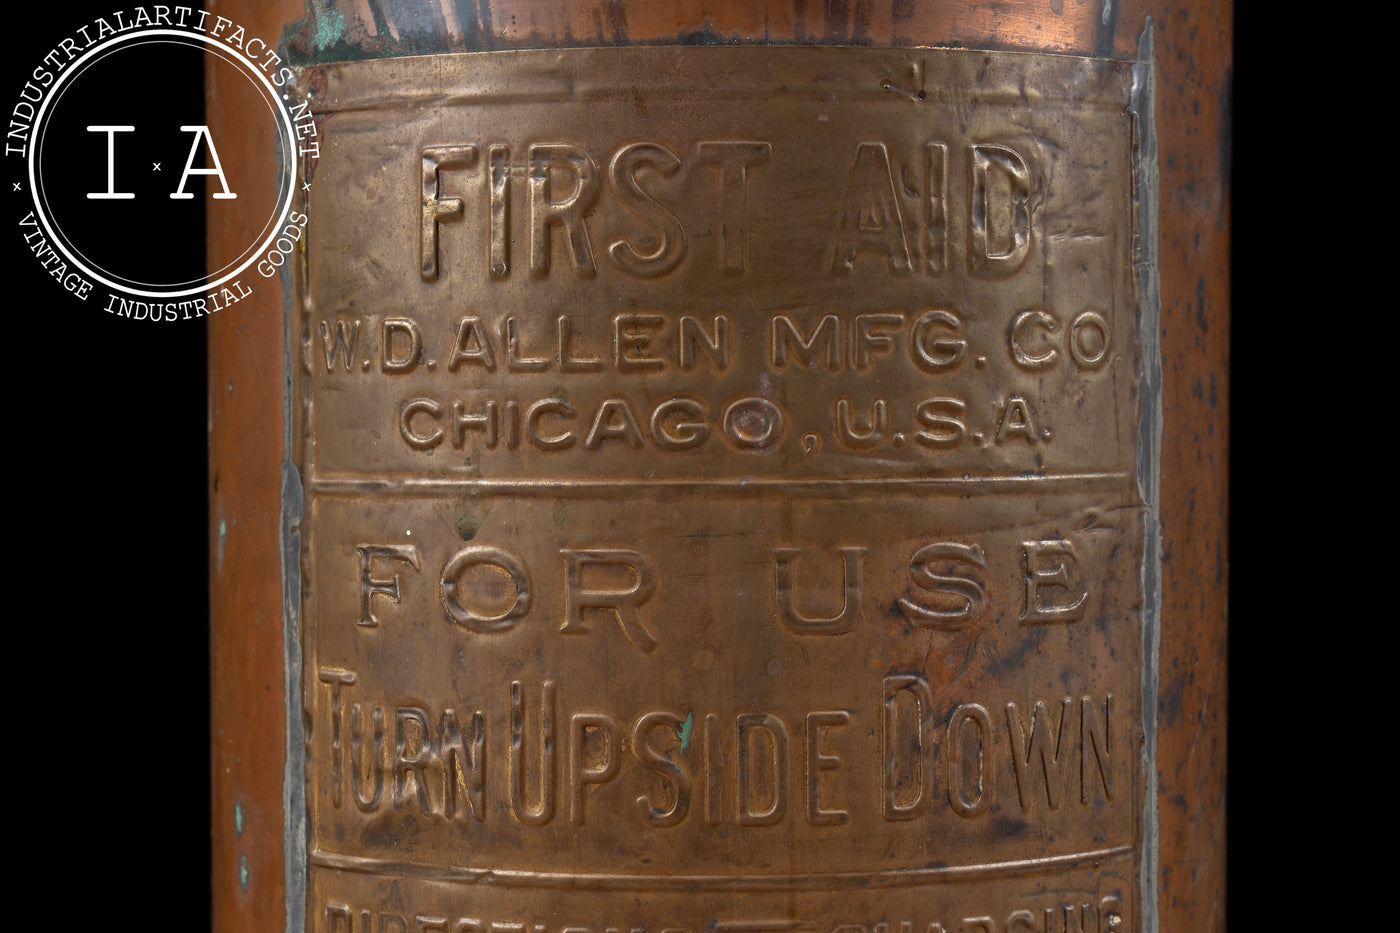 INDUSTRIALARTIFACTS.NET
I·A
VINTAGE INDUSTRIAL GOODS
FIRST AID
W.D. ALLEN MFG. CO.
CHICAGO, U.S.A.
FOR USE
TURN UPSIDE DOWN